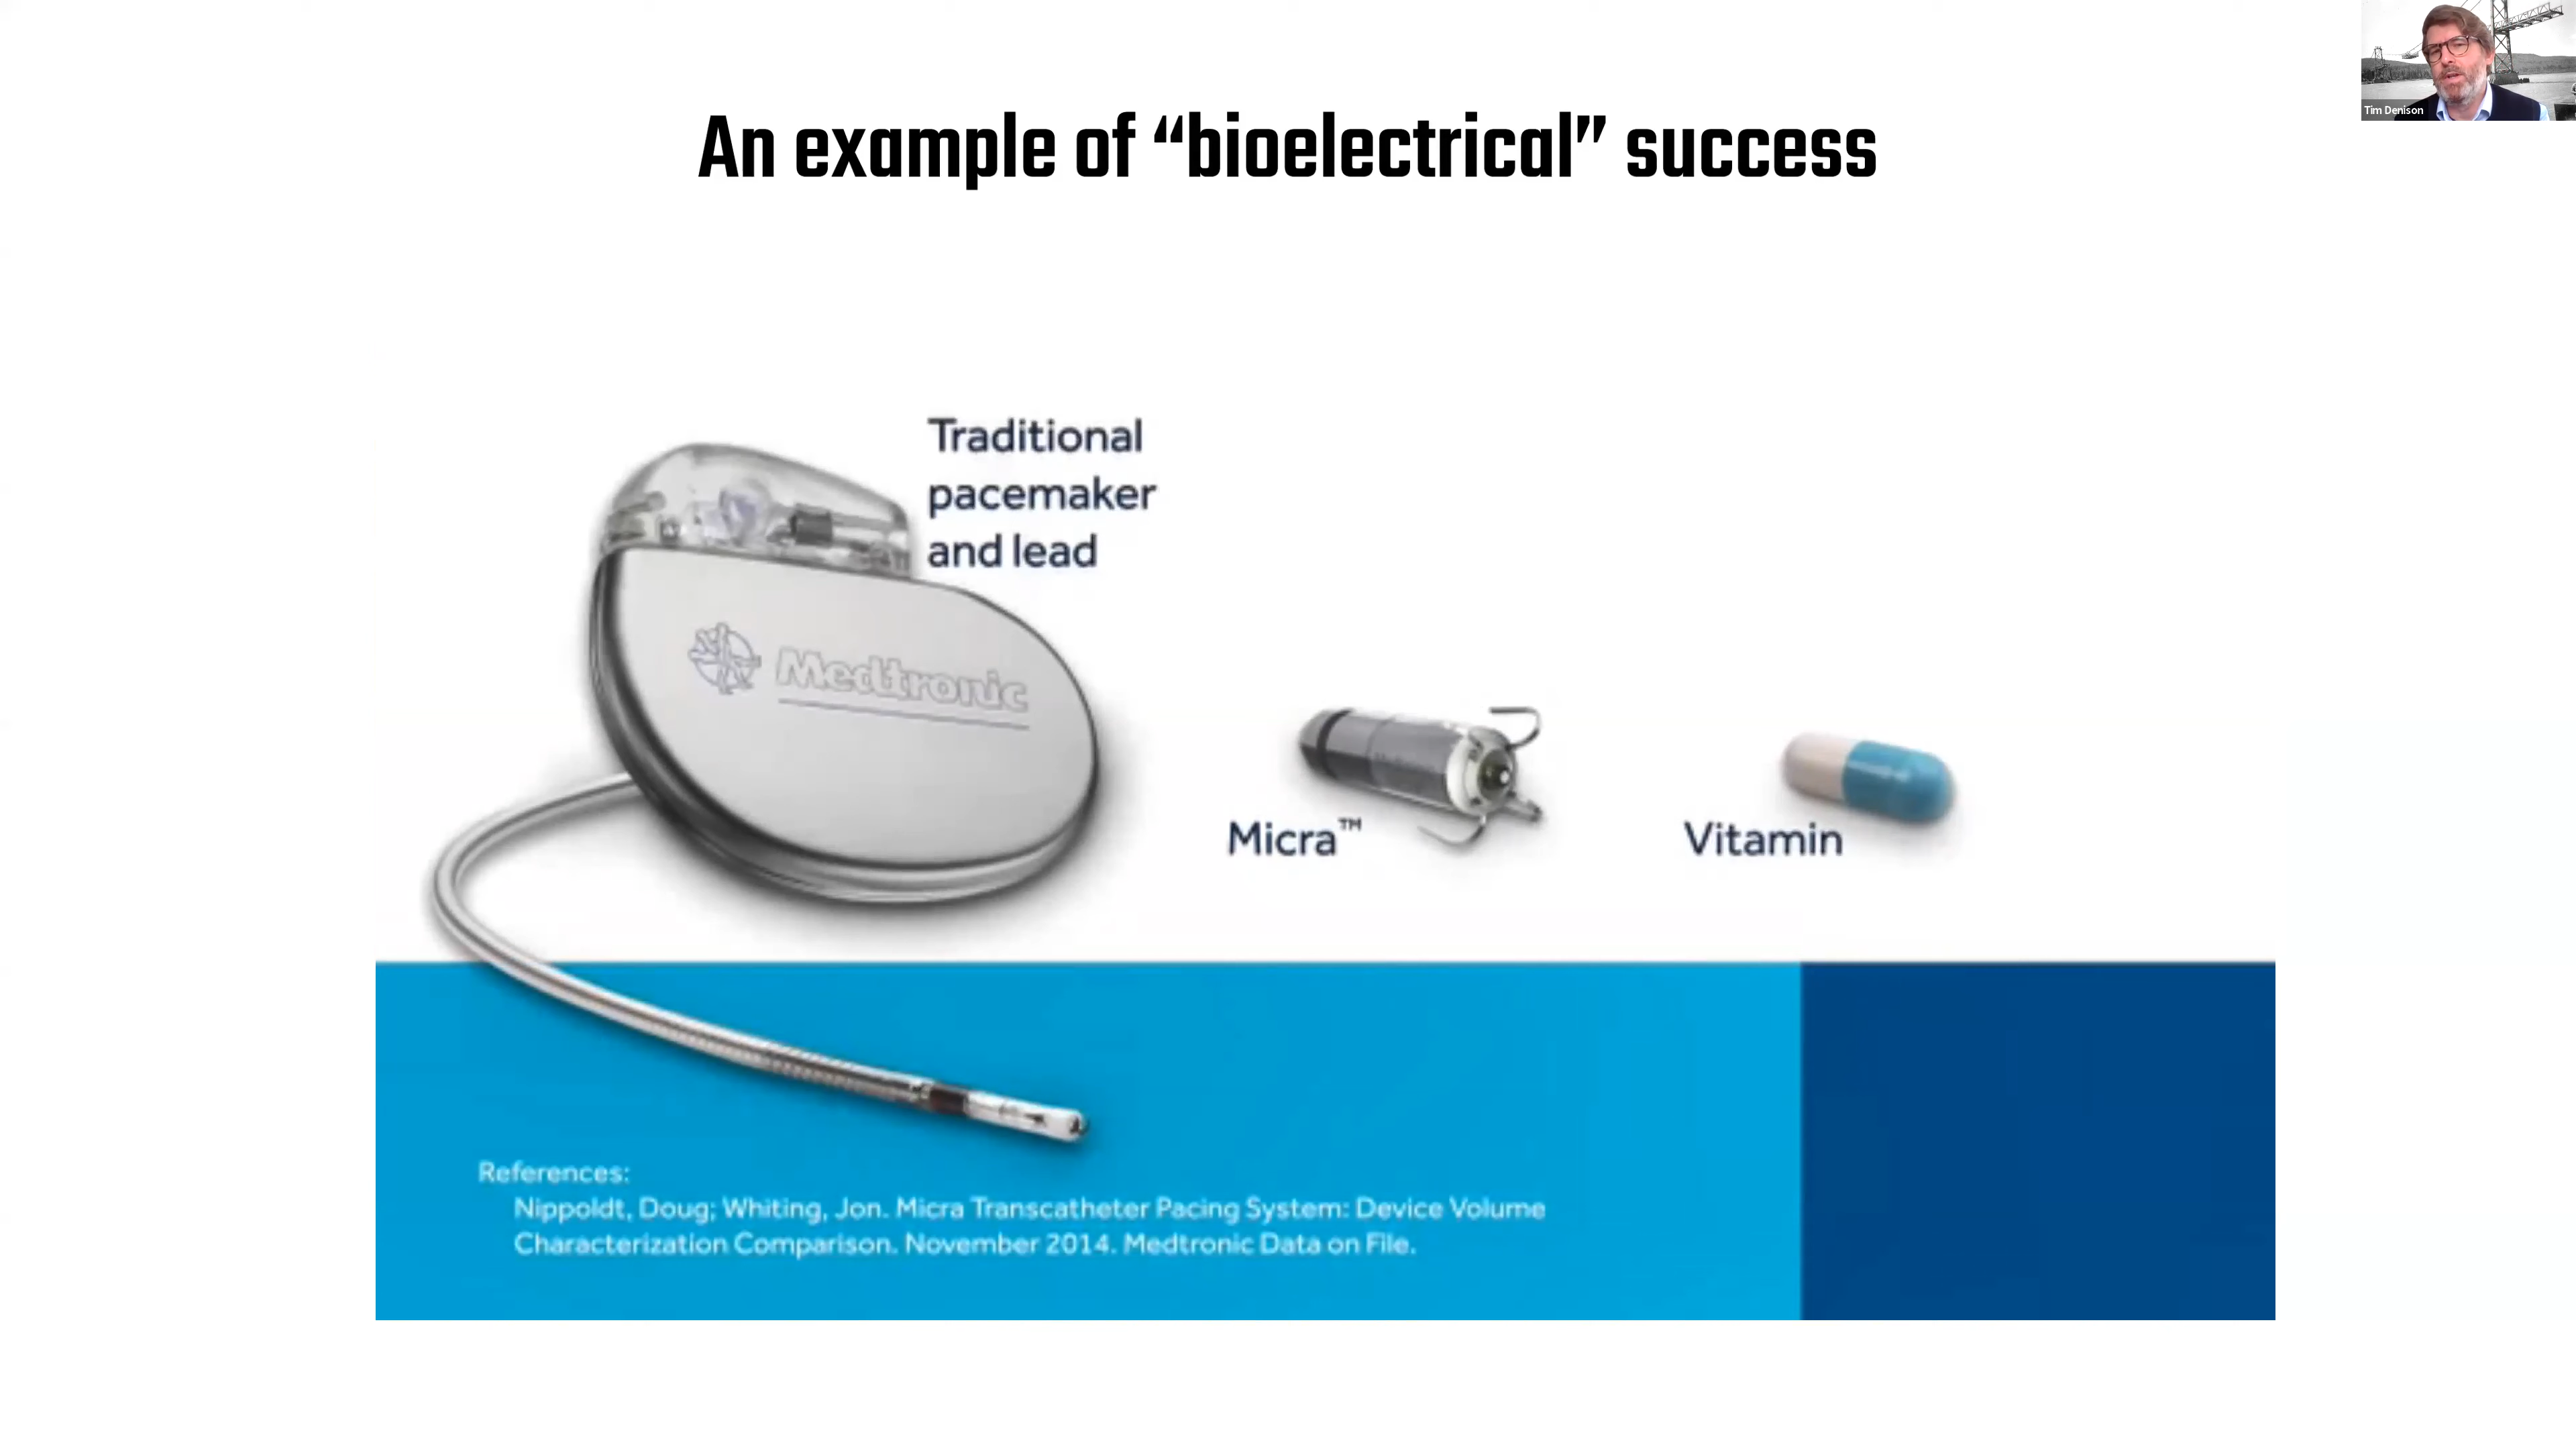 Tim Denison
An example of “bioelectrical” success
Traditional
pacemaker
and lead
Medtronic
Micra™
Vitamin
References:
Nippoldt, Doug; Whiting, Jon. Micra Transcatheter Pacing System: Device Volume
Characterization Comparison. November 2014. Medtronic Data on File.